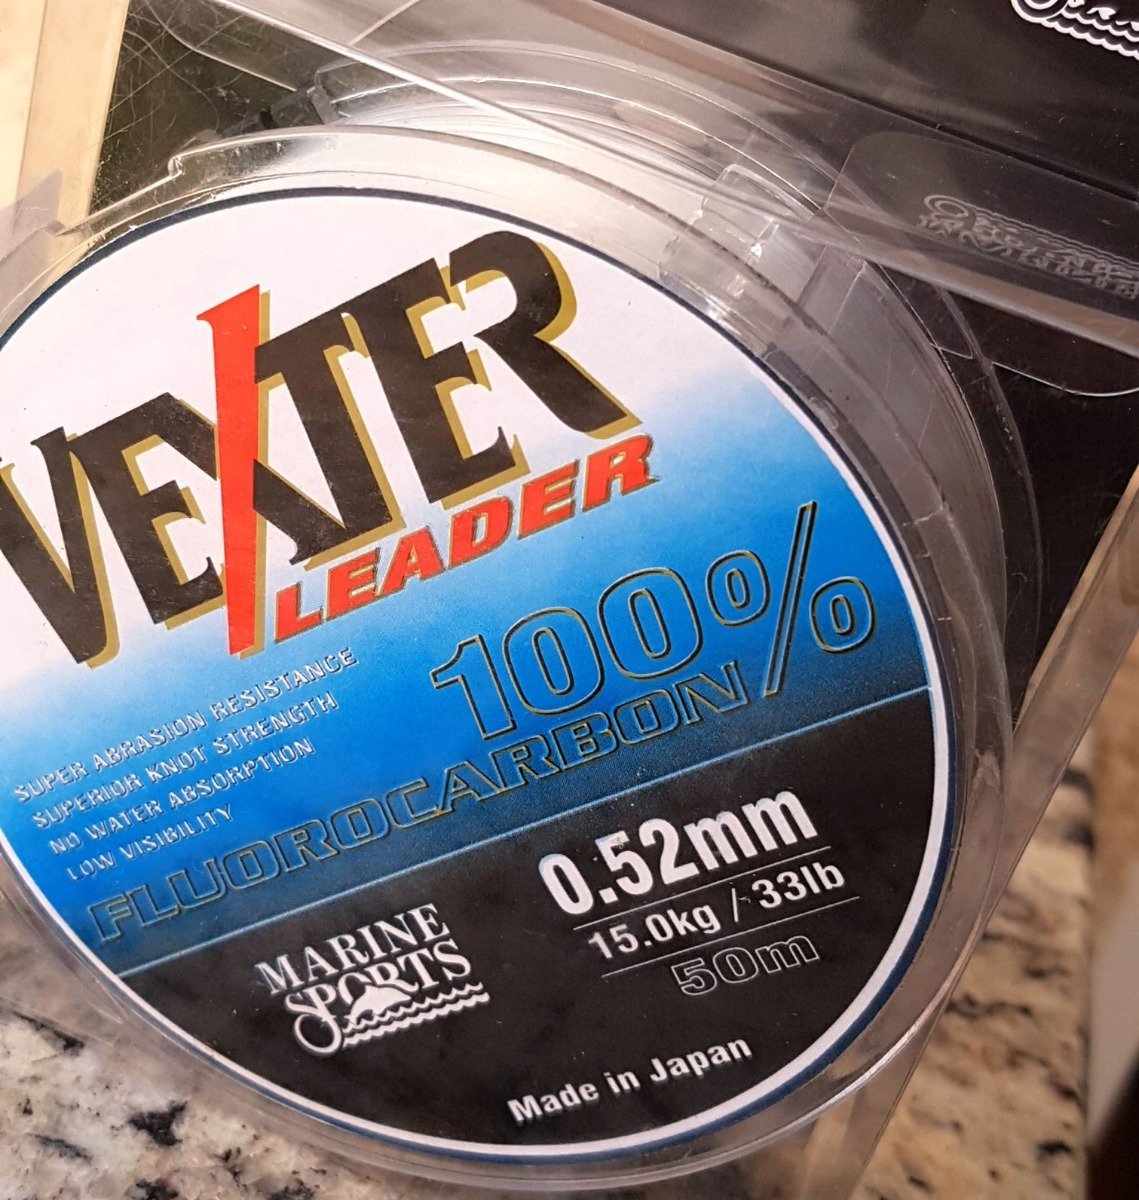 VEXTER
LEADER
100%
FLUOROCARBON
SUPER ABRASION RESISTANCE
SUPERIOR KNOT STRENGTH
NO WATER ABSORPTION
LOW VISIBILITY
0.52mm
15.0kg / 33lb
50m
MARINE
SPORTS
Made in Japan